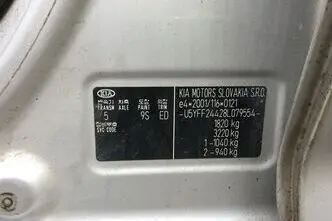 KIA
KIA MOTORS SLOVAKIA S.R.O.
e4*2001/116*0121
-U5YFF24428L079554-
1820 kg
3220 kg
1-1040 kg
2-940 kg
TRANSM AXLE PAINT TRIM
5 9S ED
SVC CODE